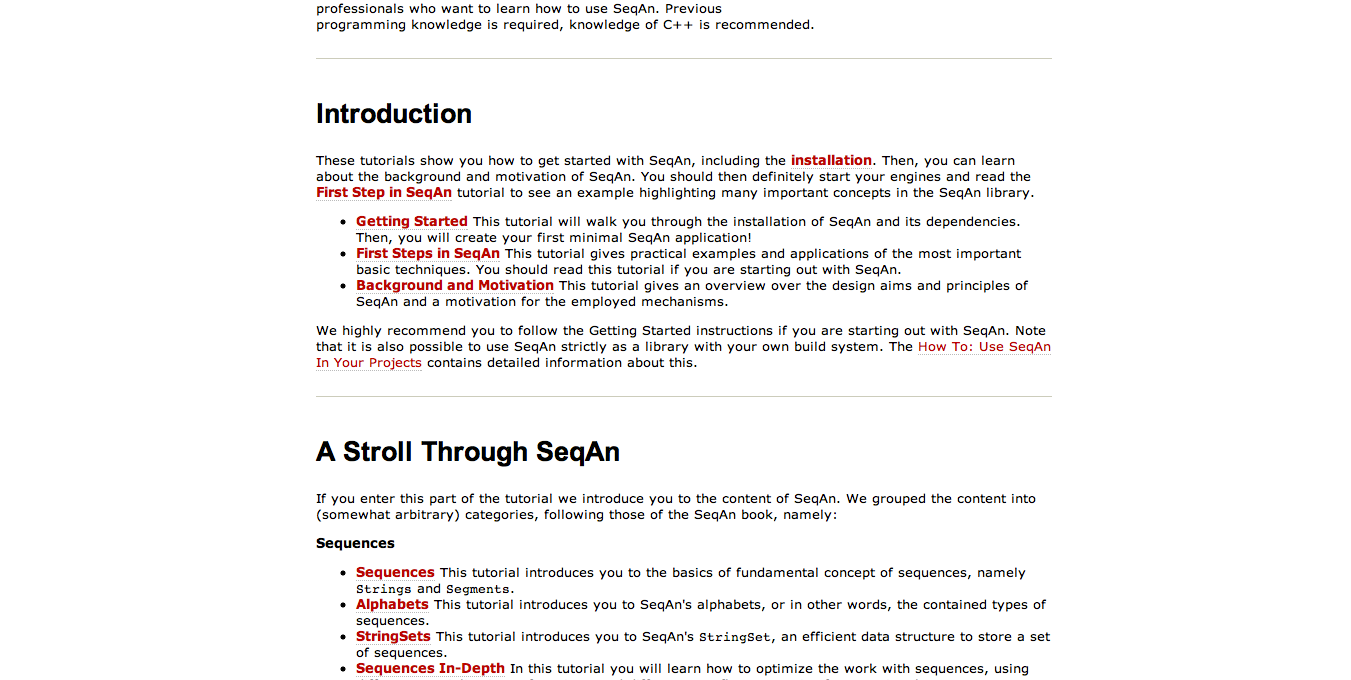 professionals who want to learn how to use SeqAn. Previous
programming knowledge is required, knowledge of C++ is recommended.
Introduction
These tutorials show you how to get started with SeqAn, including the installation. Then, you can learn
about the background and motivation of SeqAn. You should then definitely start your engines and read the
First Step in SeqAn tutorial to see an example highlighting many important concepts in the SeqAn library.
• Getting Started This tutorial will walk you through the installation of SeqAn and its dependencies.
Then, you will create your first minimal SeqAn application!
• First Steps in SeqAn This tutorial gives practical examples and applications of the most important
basic techniques. You should read this tutorial if you are starting out with SeqAn.
• Background and Motivation This tutorial gives an overview over the design aims and principles of
SeqAn and a motivation for the employed mechanisms.
We highly recommend you to follow the Getting Started instructions if you are starting out with SeqAn. Note
that it is also possible to use SeqAn strictly as a library with your own build system. The How To: Use SeqAn
In Your Projects contains detailed information about this.
A Stroll Through SeqAn
If you enter this part of the tutorial we introduce you to the content of SeqAn. We grouped the content into
(somewhat arbitrary) categories, following those of the SeqAn book, namely:
Sequences
• Sequences This tutorial introduces you to the basics of fundamental concept of sequences, namely
Strings and Segments.
• Alphabets This tutorial introduces you to SeqAn's alphabets, or in other words, the contained types of
sequences.
• StringSets This tutorial introduces you to SeqAn's StringSet, an efficient data structure to store a set
of sequences.
• Sequences In-Depth In this tutorial you will learn how to optimize the work with sequences, using